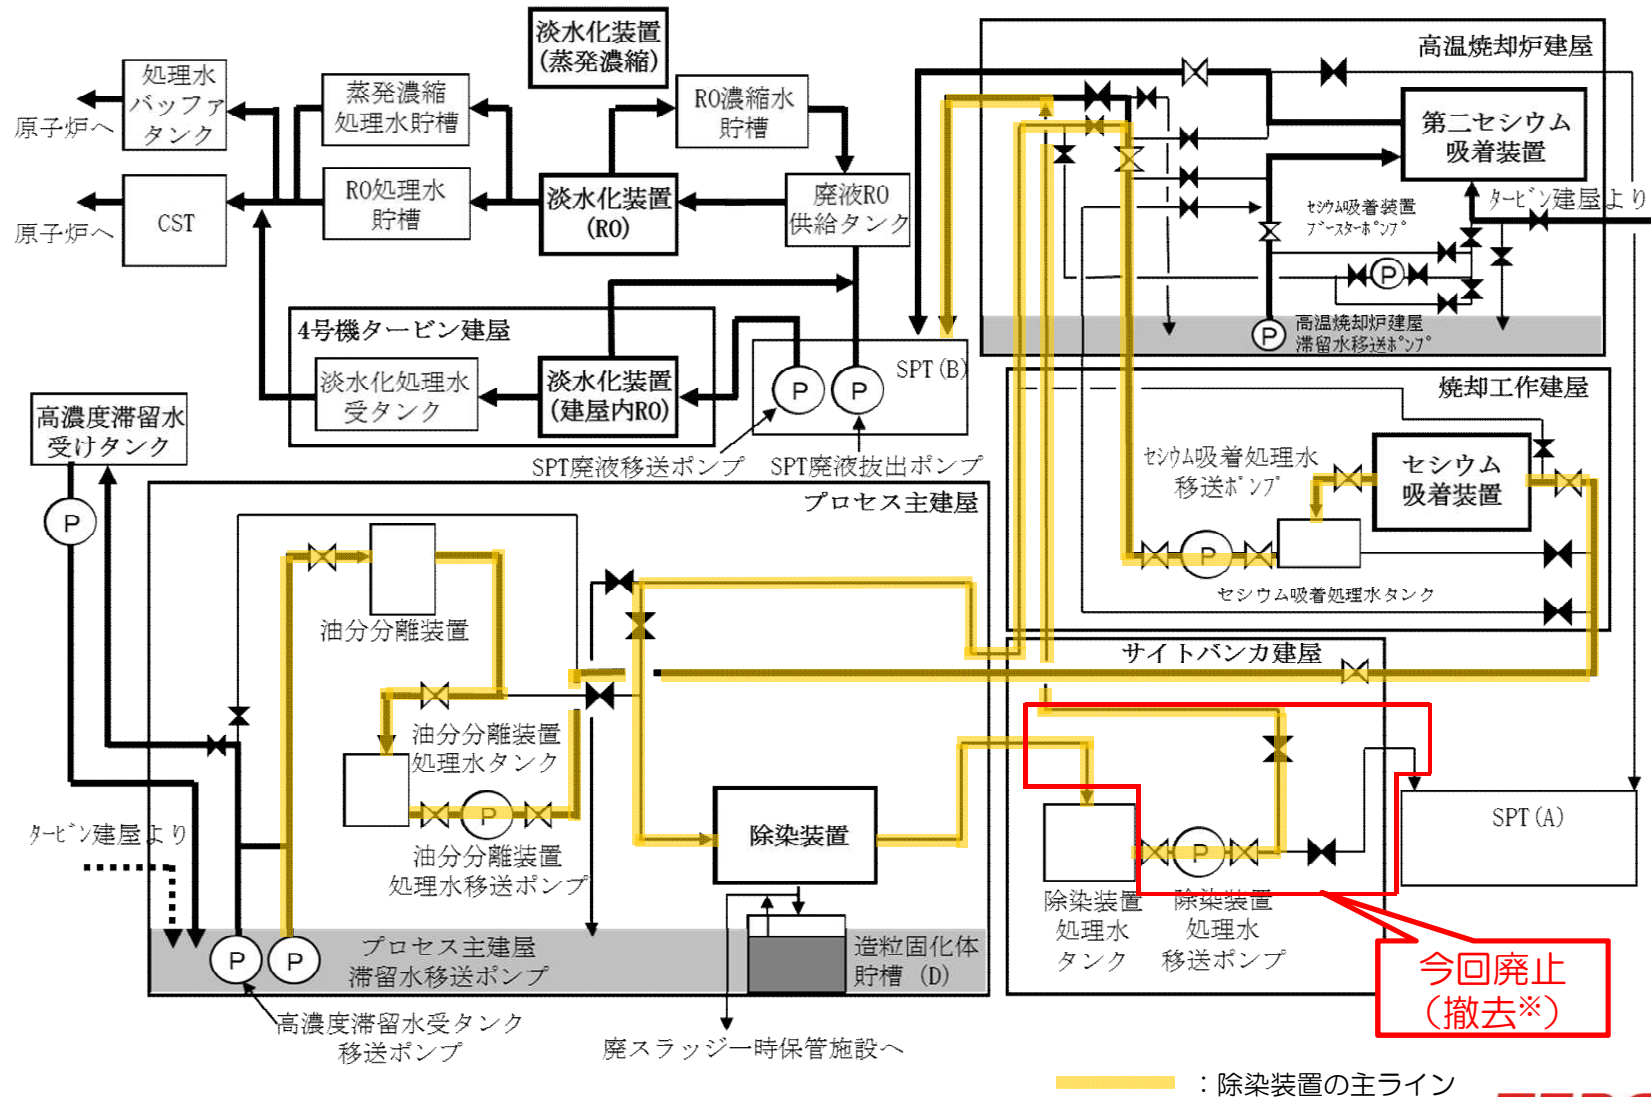 淡水化装置
(蒸発濃縮)
処理水
バッファ
タンク
原子炉へ
蒸発濃縮
処理水貯槽
RO濃縮水
貯槽
CST
原子炉へ
RO処理水
貯槽
淡水化装置
(RO)
廃液RO
供給タンク
高温焼却炉建屋
第二セシウム
吸着装置
タービン建屋より
セシウム吸着装置
ブースターポンプ
P
P
高温焼却炉建屋
滞留水移送ポンプ
4号機タービン建屋
淡水化処理水
受タンク
淡水化装置
(建屋内RO)
P
P
SPT(B)
SPT廃液移送ポンプ
SPT廃液抜出ポンプ
高濃度滞留水
受けタンク
P
焼却工作建屋
セシウム吸着処理水
移送ポンプ
セシウム
吸着装置
P
セシウム吸着処理水タンク
プロセス主建屋
油分分離装置
油分分離装置
処理水タンク
P
油分分離装置
処理水移送ポンプ
タービン建屋より
除染装置
P
P
プロセス主建屋
滞留水移送ポンプ
造粒固化体
貯槽(D)
高濃度滞留水受タンク
移送ポンプ
廃スラッジ一時保管施設へ
サイトバンカ建屋
P
除染装置
処理水
タンク
除染装置
処理水
移送ポンプ
SPT(A)
今回廃止
(撤去※)
：除染装置の主ライン